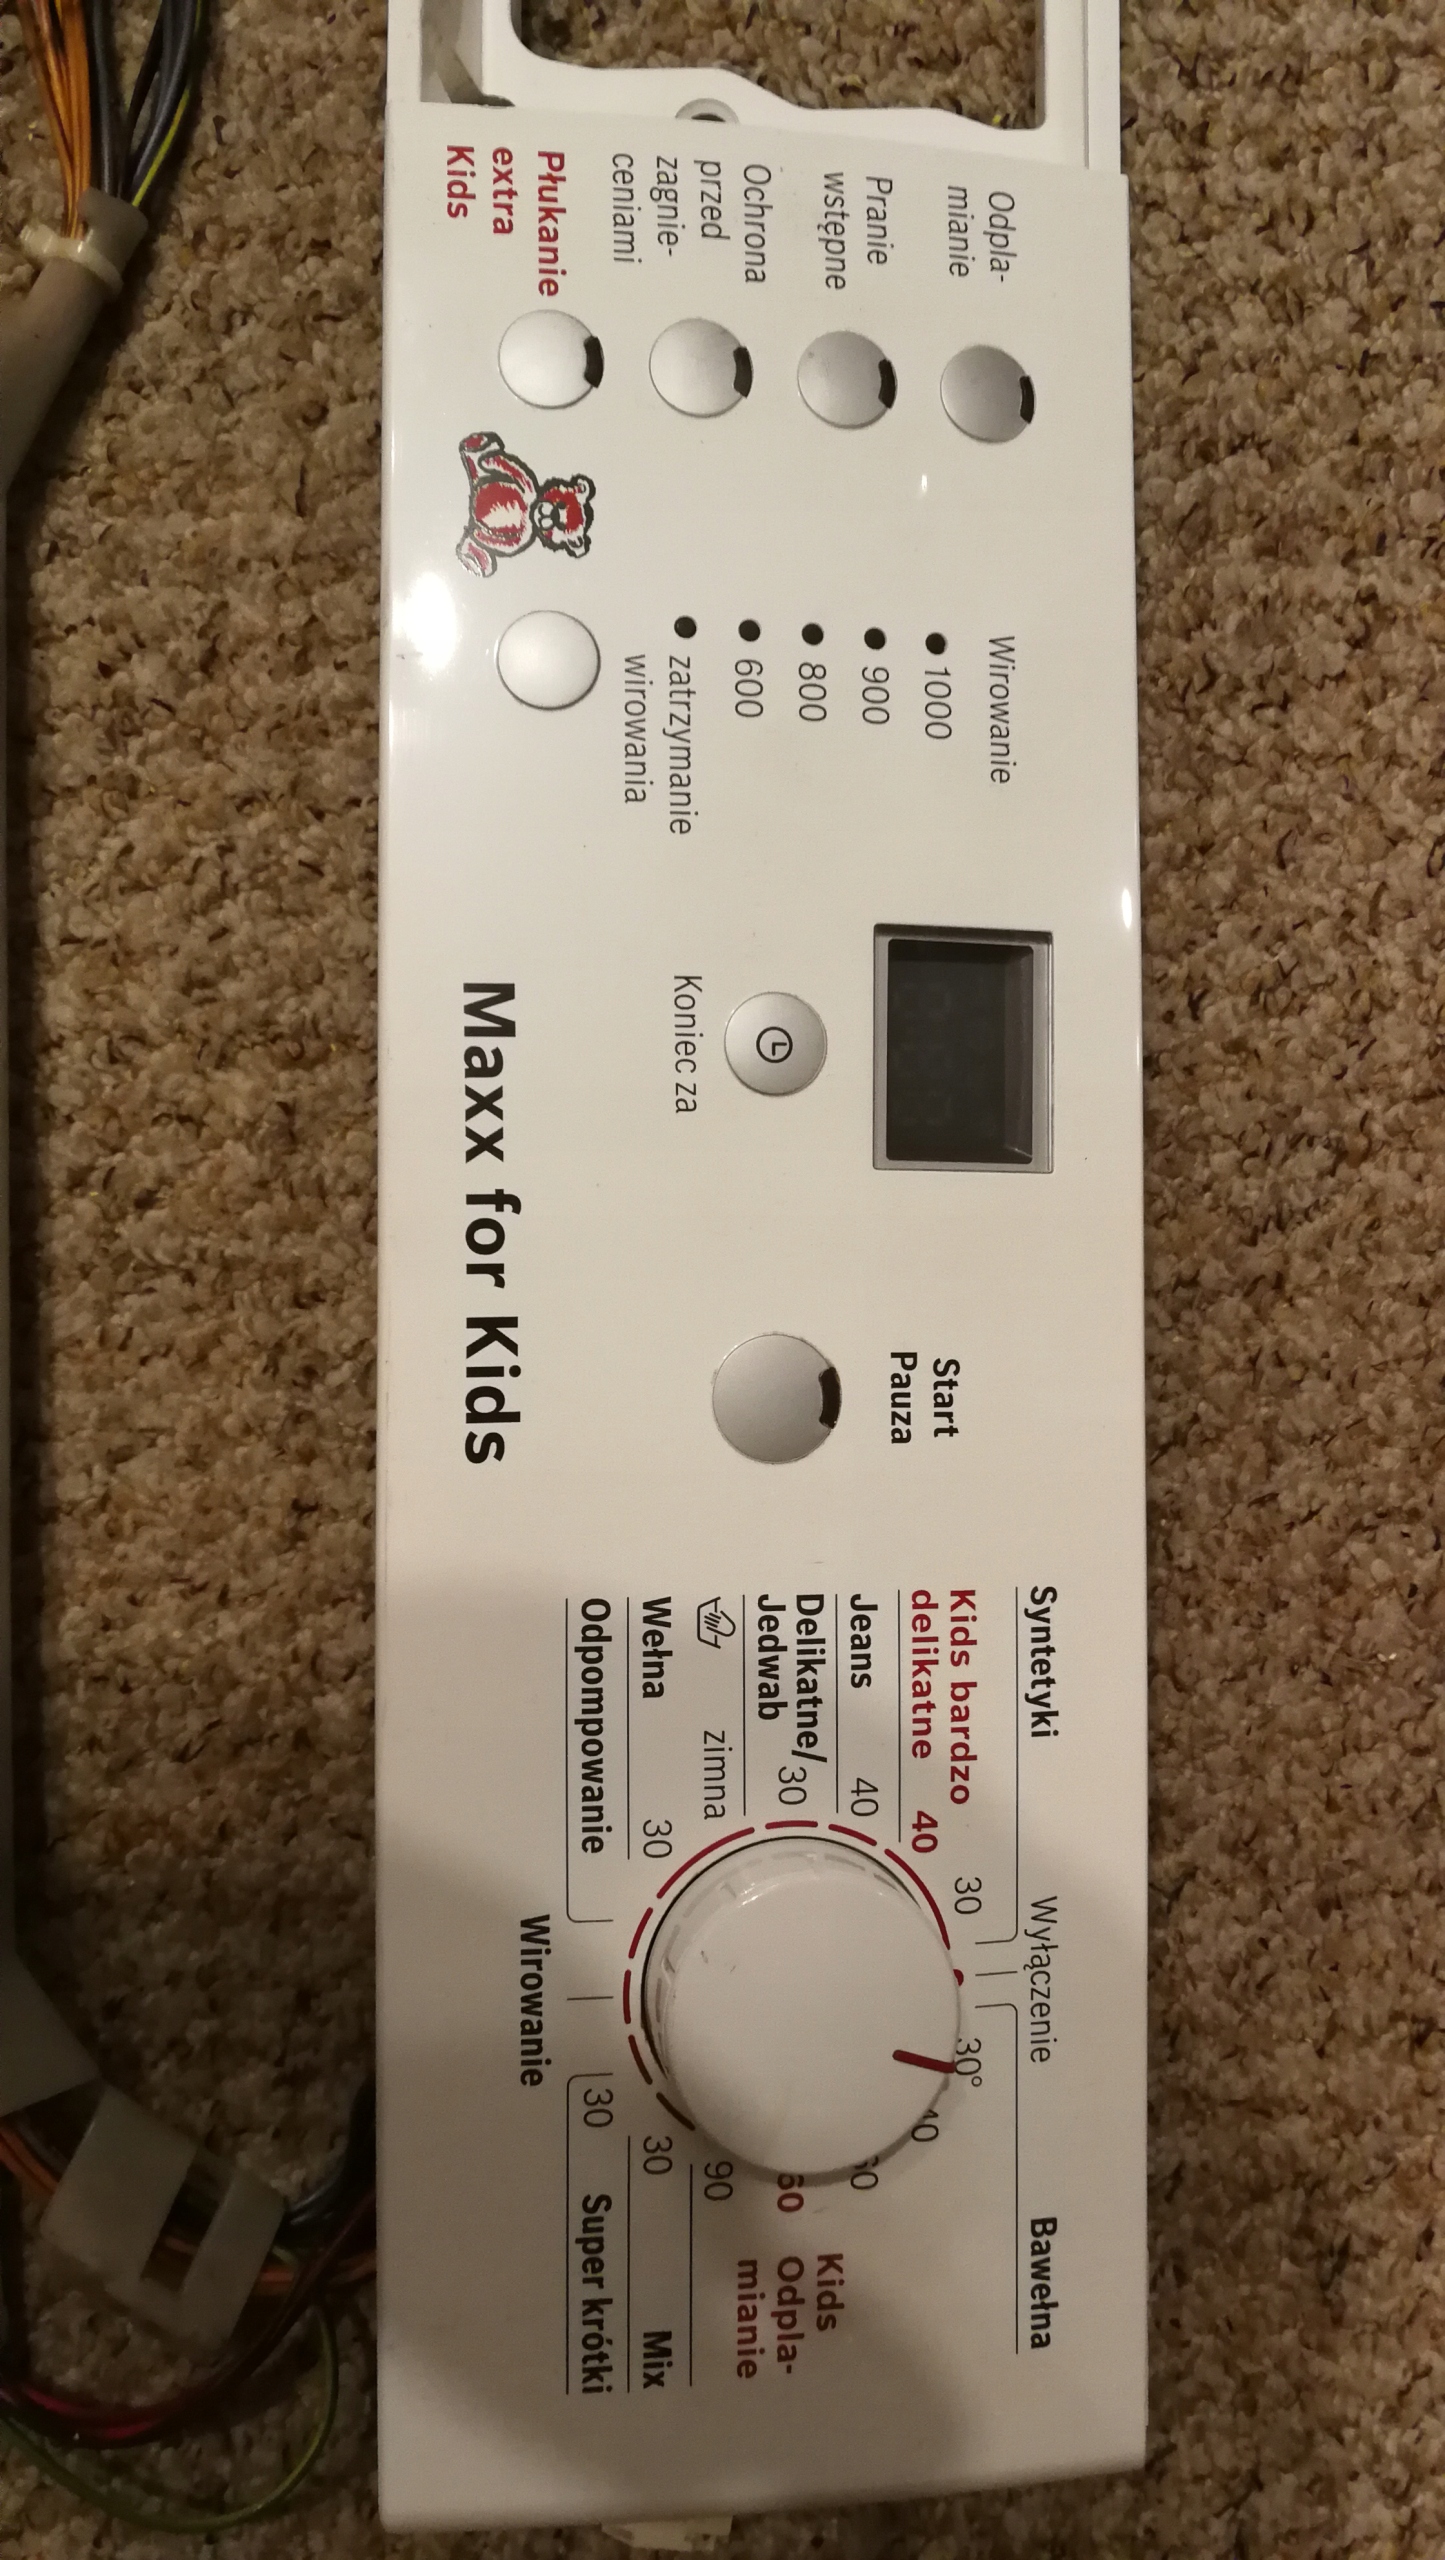 Odpla-
mianie
Pranie
wstępne
Ochrona
przed
zagnie-
ceniami
Płukanie
extra
Kids
Wirowanie
1000
900
800
600
zatrzymanie
wirowania
Koniec za
Maxx for Kids
Start
Pauza
Syntetyki
Wyłączenie
Bawełna
30
Kids bardzo
delikatne 40
Jeans 40
Delikatne/
Jedwab 30
zimna
Wełna 30
Odpompowanie
Wirowanie
30°
40
60
Kids
60 Odpla-
mianie
90
30 Mix
30 Super krótki